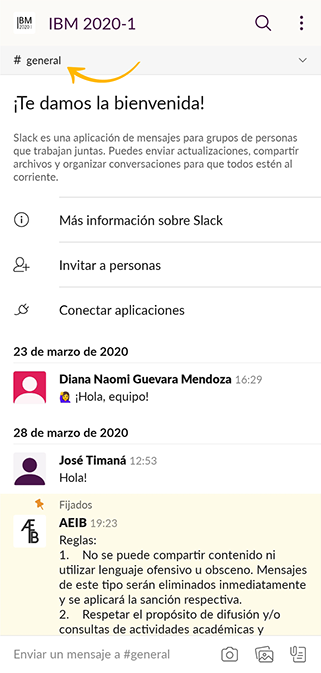 IBM
2020-1
IBM 2020-1
# general
¡Te damos la bienvenida!
Slack es una aplicación de mensajes para grupos de personas
que trabajan juntas. Puedes enviar actualizaciones, compartir
archivos y organizar conversaciones para que todos estén al
corriente.
Más información sobre Slack
Invitar a personas
Conectar aplicaciones
23 de marzo de 2020
Diana Naomi Guevara Mendoza 16:29
¡Hola, equipo!
28 de marzo de 2020
José Timaná 12:53
Hola!
Fijados
AEIB
AEIB 19:23
Reglas:
1. No se puede compartir contenido ni
utilizar lenguaje ofensivo u obsceno. Mensajes
de este tipo serán eliminados inmediatamente
y se aplicará la sanción respectiva.
2. Respetar el propósito de difusión y/o
consultas de actividades académicas y
Enviar un mensaje a #general